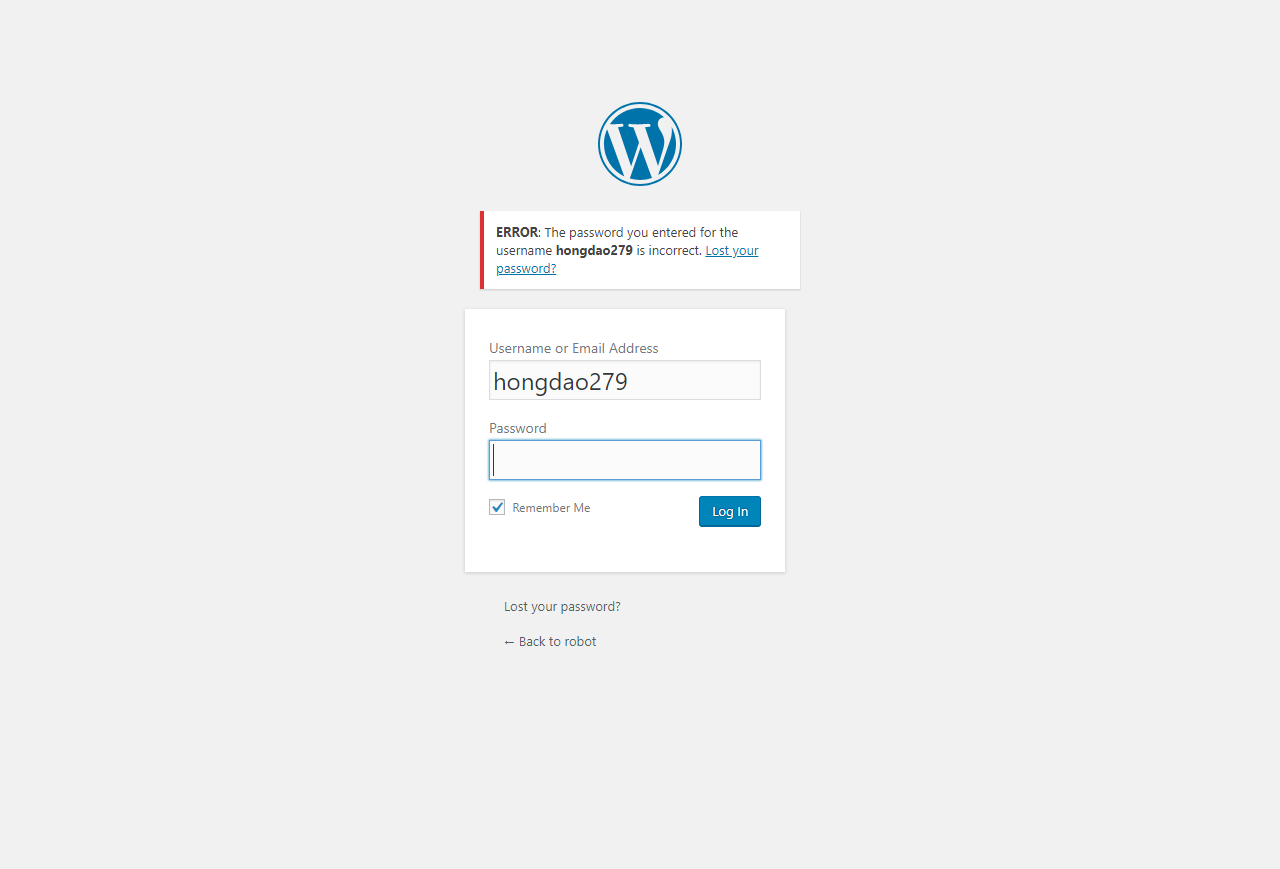 ERROR: The password you entered for the
username hongdao279 is incorrect. Lost your
password?
Username or Email Address
hongdao279
Password
Remember Me
Log In
Lost your password?
← Back to robot